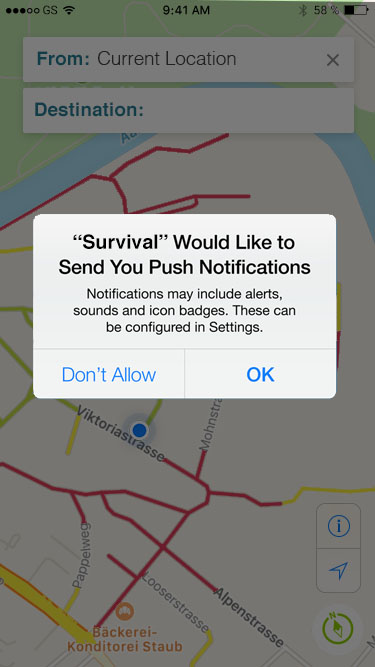 GS 9:41 AM 58 %
From: Current Location
Destination:
“Survival” Would Like to
Send You Push Notifications
Notifications may include alerts,
sounds and icon badges. These can
be configured in Settings.
Don’t Allow OK
Viktoriastrasse
Mohnstra
Pappelweg
Looserstrasse
Alpenstrasse
N
Bäckerei-
Konditorei Staub